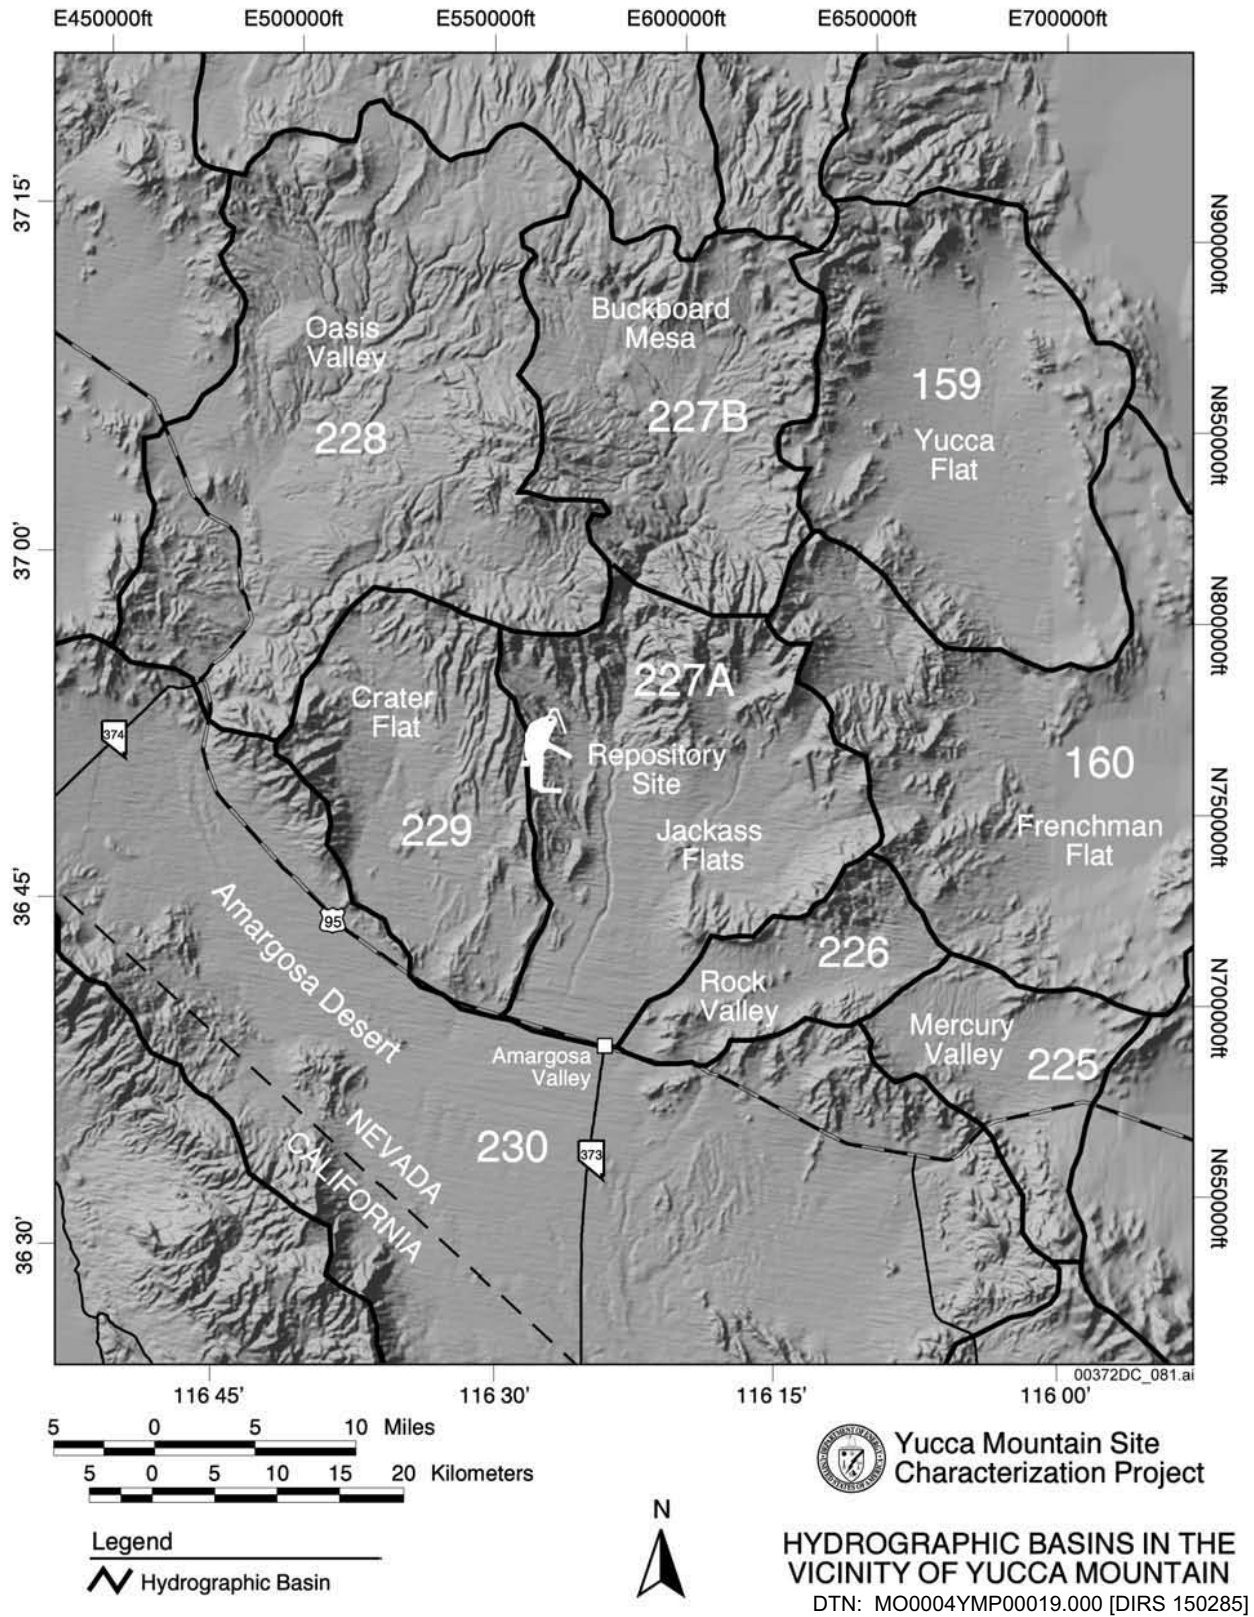 E450000ft E500000ft E550000ft E600000ft E650000ft E700000ft
37 15'
37 00'
36 45'
36 30'
N900000ft
N850000ft
N800000ft
N750000ft
N700000ft
N650000ft
Oasis
Valley
228
Buckboard
Mesa
227B
159
Yucca
Flat
Crater
Flat
229
227A
Repository
Site
Jackass
Flats
160
Frenchman
Flat
374
95
Amargosa Desert
226
Rock
Valley
Mercury
Valley
225
Amargosa
Valley
230
373
NEVADA
CALIFORNIA
00372DC_081.ai
116 45' 116 30' 116 15' 116 00'
5 0 5 10 Miles
5 0 5 10 15 20 Kilometers
Legend
Hydrographic Basin
N
Yucca Mountain Site
Characterization Project
HYDROGRAPHIC BASINS IN THE
VICINITY OF YUCCA MOUNTAIN
DTN: MO0004YMP00019.000 [DIRS 150285]